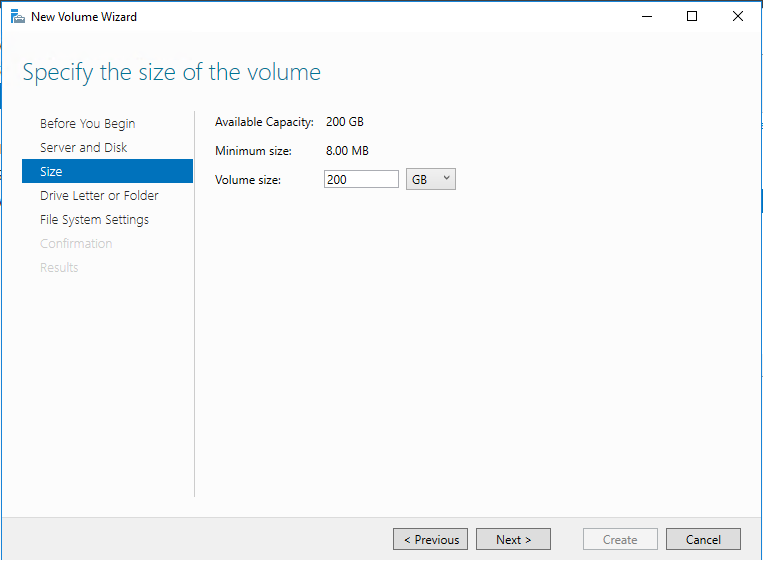 New Volume Wizard
Specify the size of the volume
Before You Begin
Server and Disk
Size
Drive Letter or Folder
File System Settings
Confirmation
Results
Available Capacity: 200 GB
Minimum size: 8.00 MB
Volume size: 200 GB
< Previous Next > Create Cancel